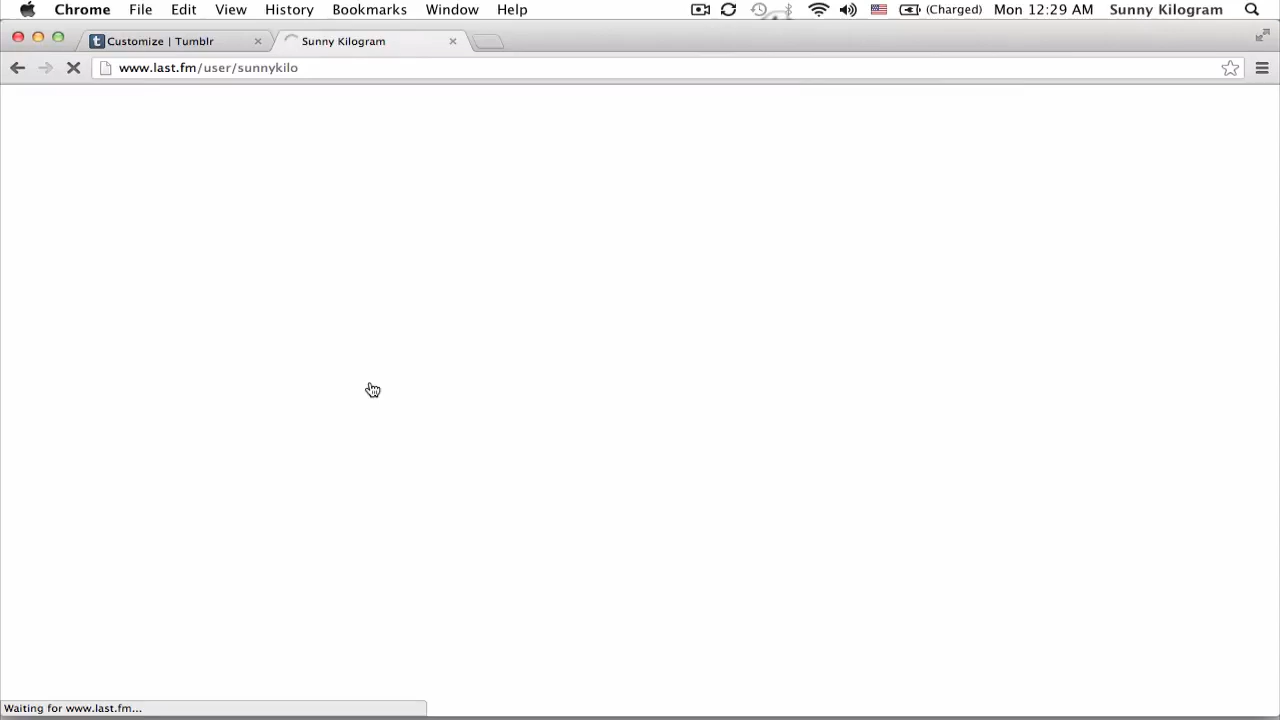 Chrome File Edit View History Bookmarks Window Help (Charged) Mon 12:29 AM Sunny Kilogram
t Customize | Tumblr Sunny Kilogram
www.last.fm/user/sunnykilo
Waiting for www.last.fm...